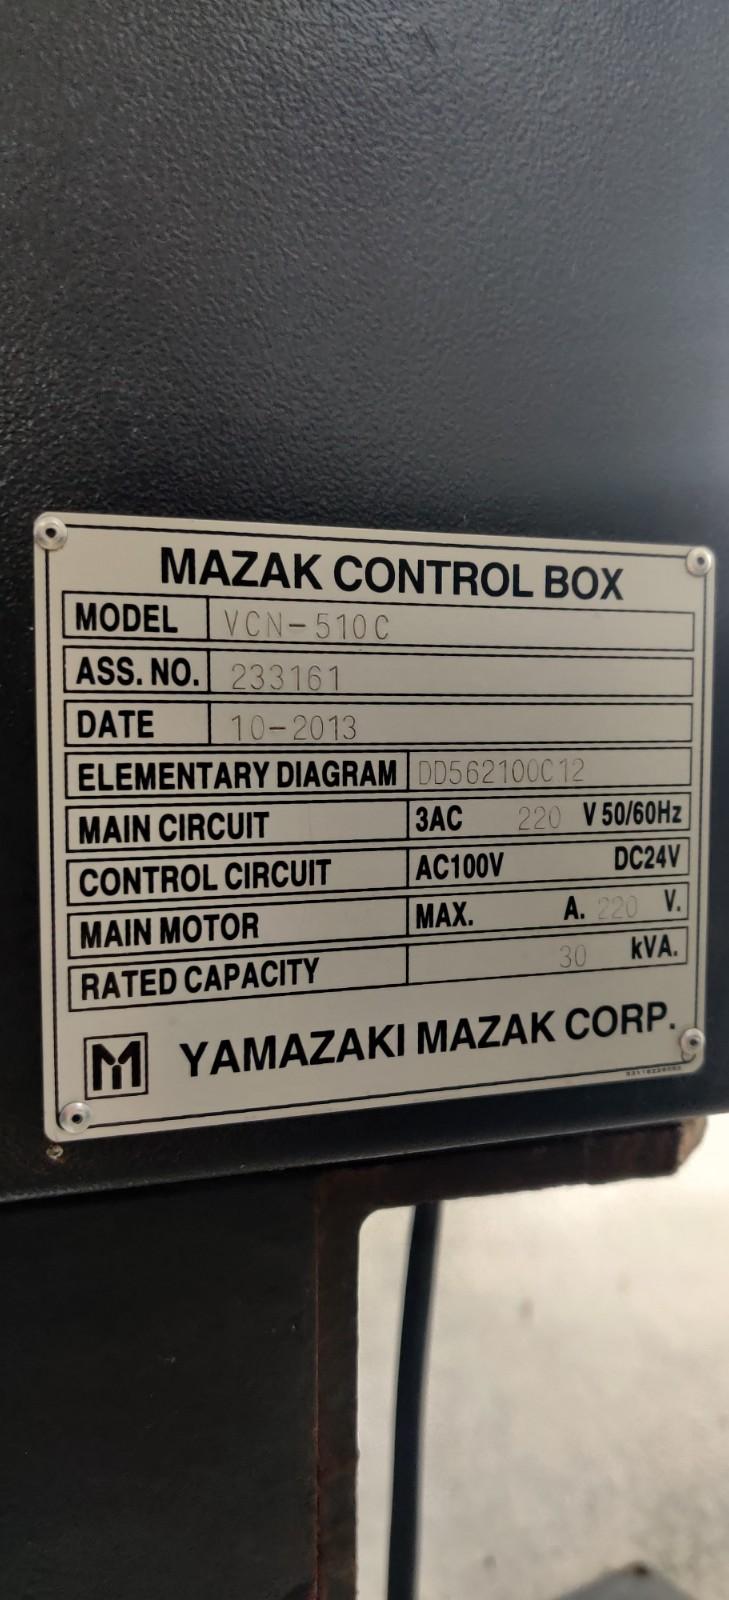 MAZAK CONTROL BOX
MODEL VCN-510C
ASS. NO. 233161
DATE 10-2013
ELEMENTARY DIAGRAM DD562100C12
MAIN CIRCUIT 3AC 220 V 50/60Hz
CONTROL CIRCUIT AC100V DC24V
MAIN MOTOR MAX. A. 220 V.
RATED CAPACITY 30 kVA.
M YAMAZAKI MAZAK CORP.